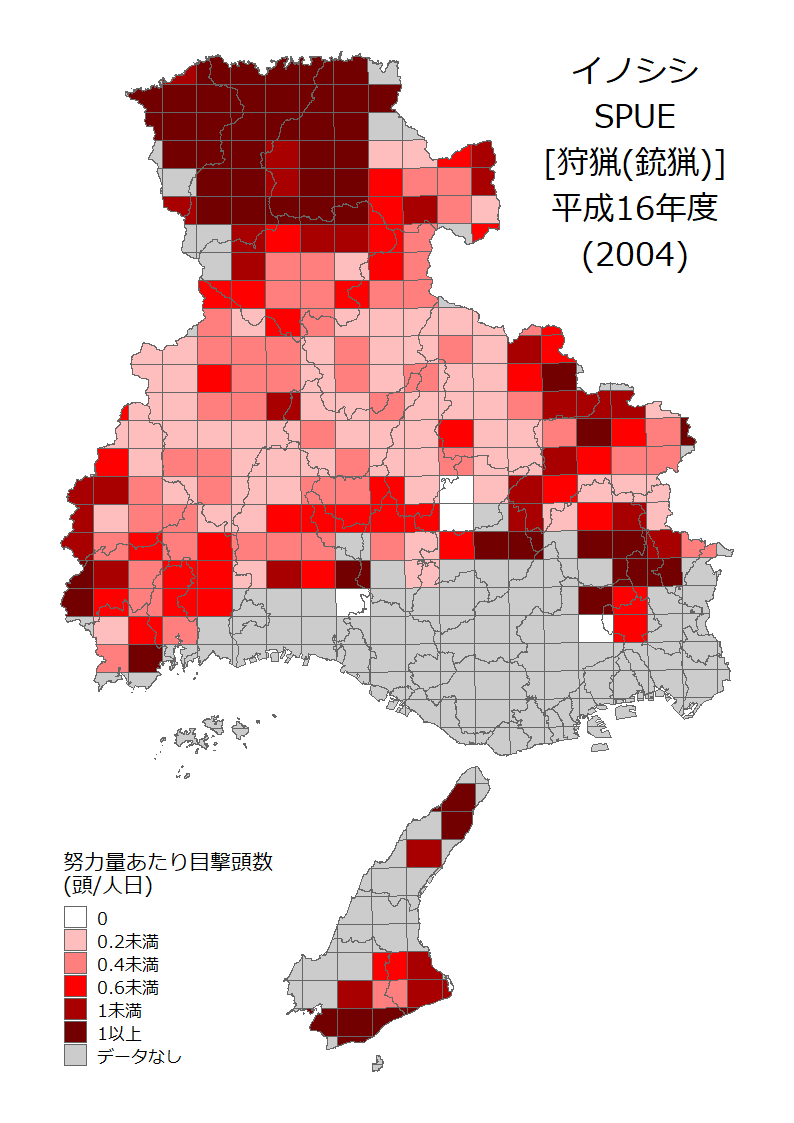 イノシシ
SPUE
[狩猟(銃猟)]
平成16年度
(2004)
努力量あたり目撃頭数
(頭/人日)
0
0.2未満
0.4未満
0.6未満
1未満
1以上
データなし